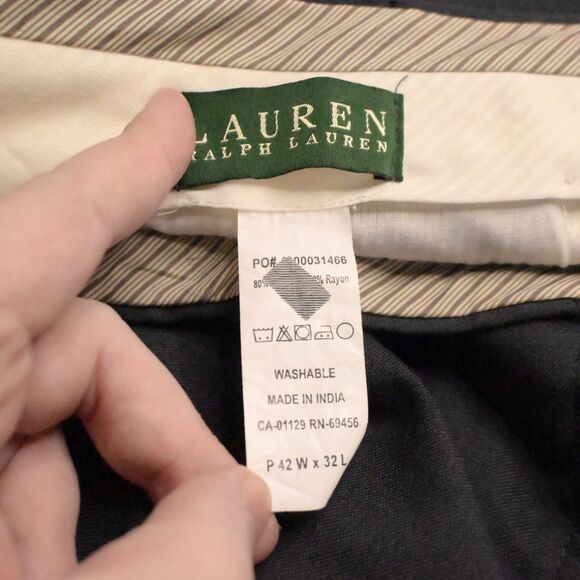 LAUREN
RALPH LAUREN
PO# 00031466
80% % Rayon
WASHABLE
MADE IN INDIA
CA-01129 RN-69456
P 42 W x 32 L